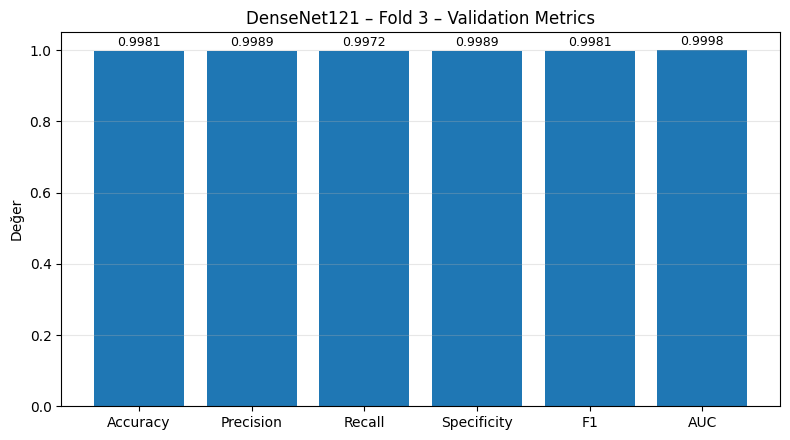 DenseNet121 – Fold 3 – Validation Metrics
0.9981 0.9989 0.9972 0.9989 0.9981 0.9998
1.0
0.8
0.6
0.4
0.2
0.0
Değer
Accuracy Precision Recall Specificity F1 AUC